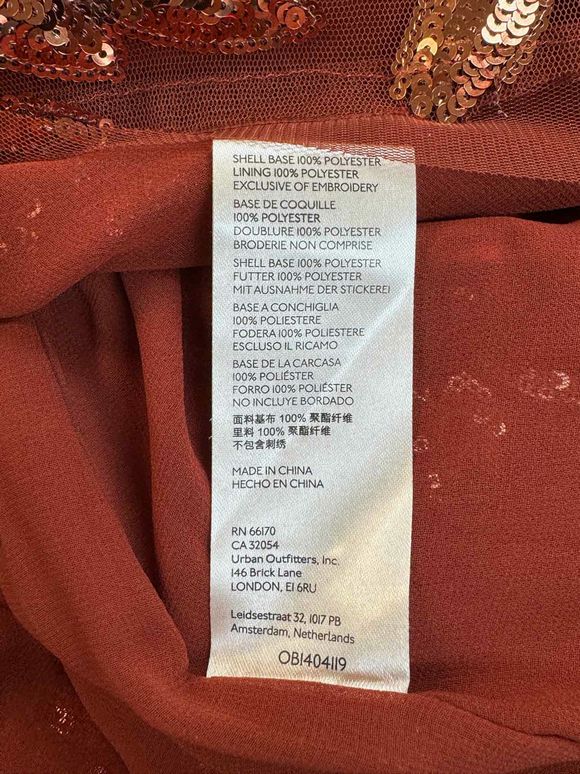 SHELL BASE 100% POLYESTER
LINING 100% POLYESTER
EXCLUSIVE OF EMBROIDERY
BASE DE COQUILLE
100% POLYESTER
DOUBLURE 100% POLYESTER
BRODERIE NON COMPRISE
SHELL BASE 100% POLYESTER
FUTTER 100% POLYESTER
MIT AUSNAHME DER STICKEREI
BASE A CONCHIGLIA
100% POLIESTERE
FODERA 100% POLIESTERE
ESCLUSO IL RICAMO
BASE DE LA CARCASA
100% POLIÉSTER
FORRO 100% POLIÉSTER
NO INCLUYE BORDADO
面料基布 100% 聚酯纤维
里料 100% 聚酯纤维
不包含刺绣
MADE IN CHINA
HECHO EN CHINA
RN 66170
CA 32054
Urban Outfitters, Inc.
146 Brick Lane
LONDON, E1 6RU
Leidsestraat 32, 1017 PB
Amsterdam, Netherlands
OB1404119